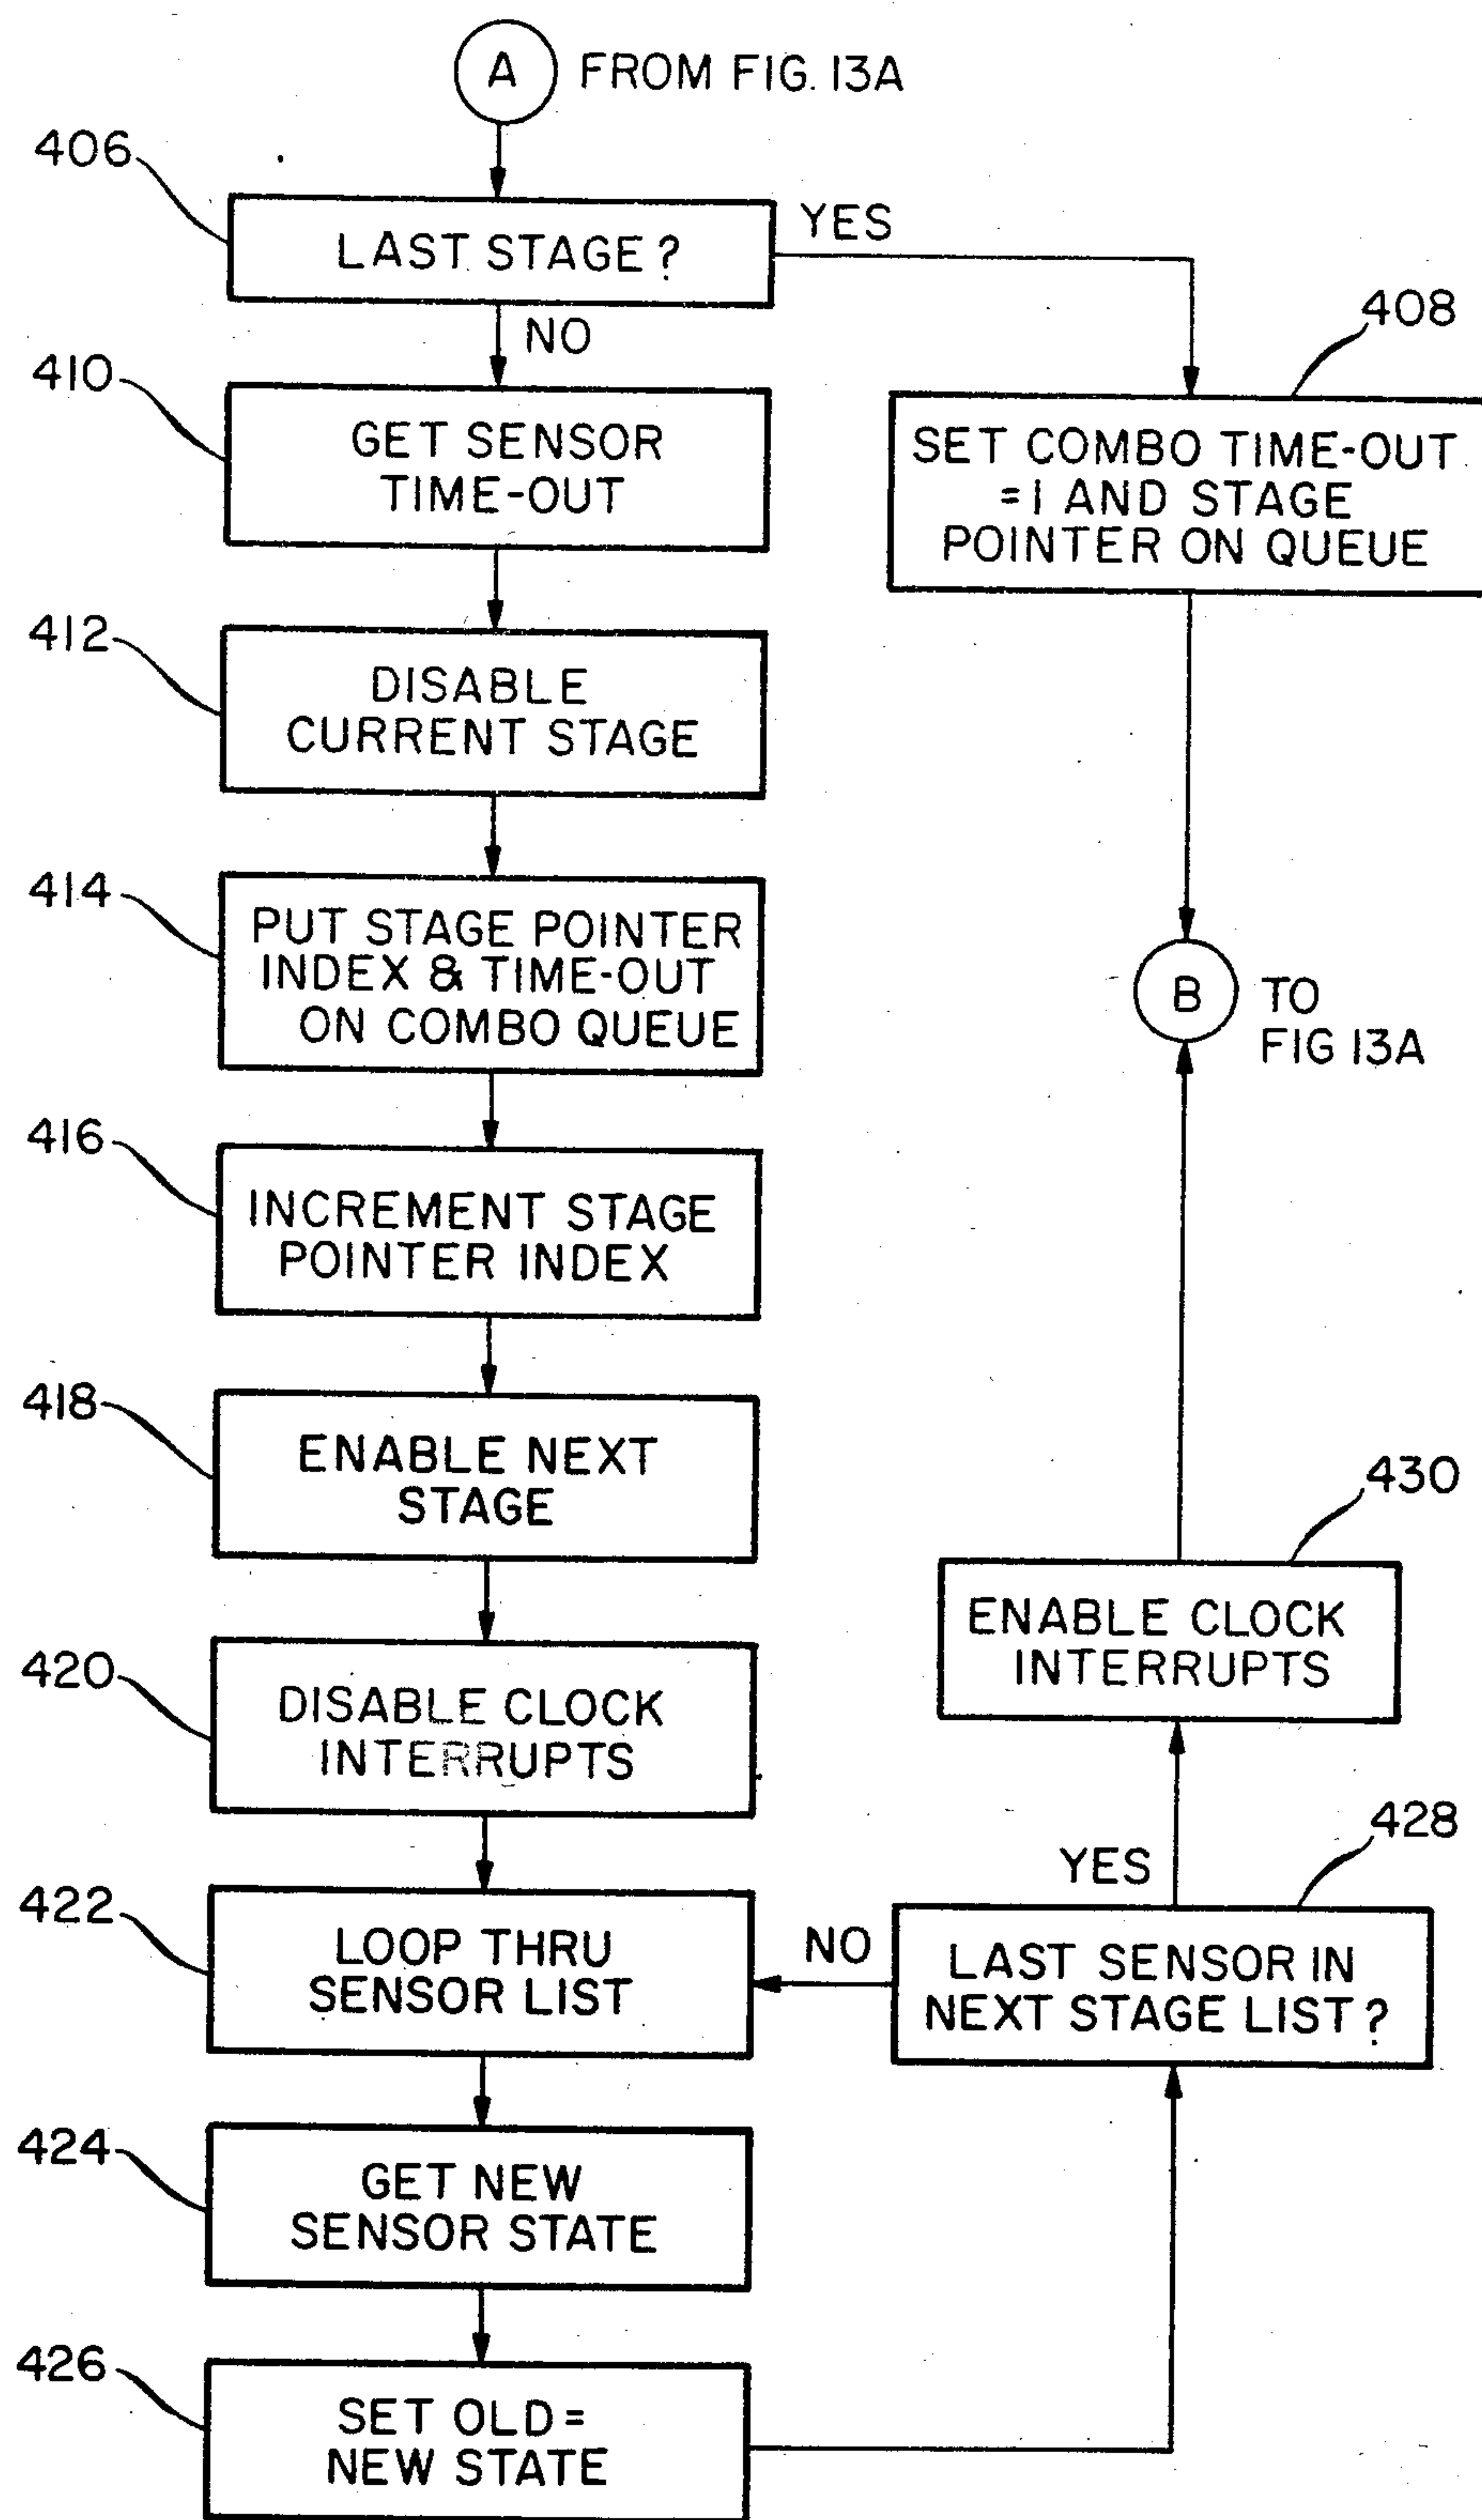 A FROM FIG. 13A
406
LAST STAGE?
YES
NO
408
SET COMBO TIME-OUT
=1 AND STAGE
POINTER ON QUEUE
410
GET SENSOR
TIME-OUT
412
DISABLE
CURRENT STAGE
414
PUT STAGE POINTER
INDEX & TIME-OUT
ON COMBO QUEUE
B TO
FIG 13A
416
INCREMENT STAGE
POINTER INDEX
418
ENABLE NEXT
STAGE
430
ENABLE CLOCK
INTERRUPTS
420
DISABLE CLOCK
INTERRUPTS
428
YES
NO
LAST SENSOR IN
NEXT STAGE LIST?
422
LOOP THRU
SENSOR LIST
424
GET NEW
SENSOR STATE
426
SET OLD =
NEW STATE